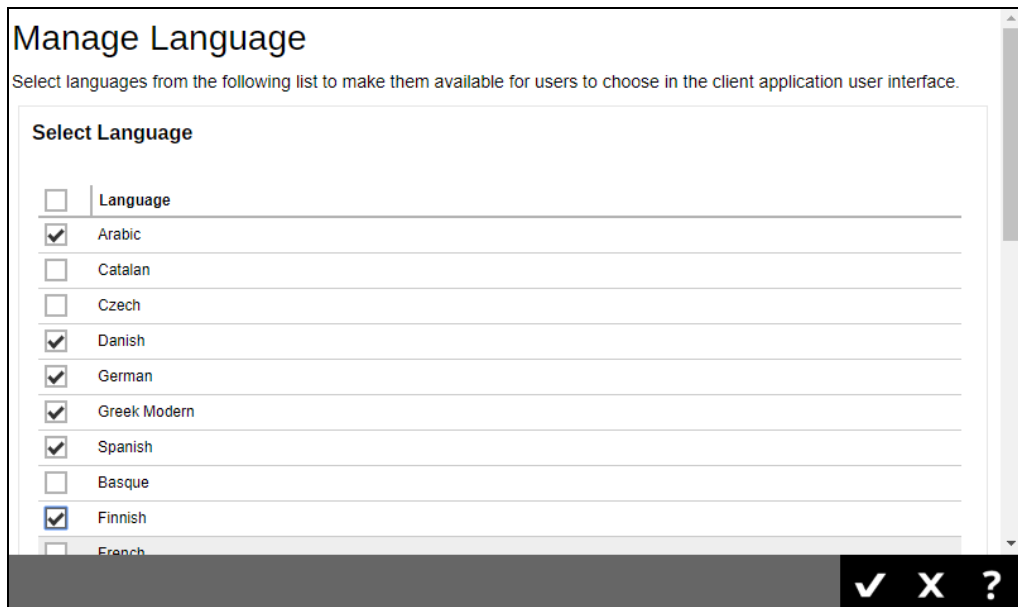 Manage Language
Select languages from the following list to make them available for users to choose in the client application user interface.
Select Language
Language
Arabic
Catalan
Czech
Danish
German
Greek Modern
Spanish
Basque
Finnish
French